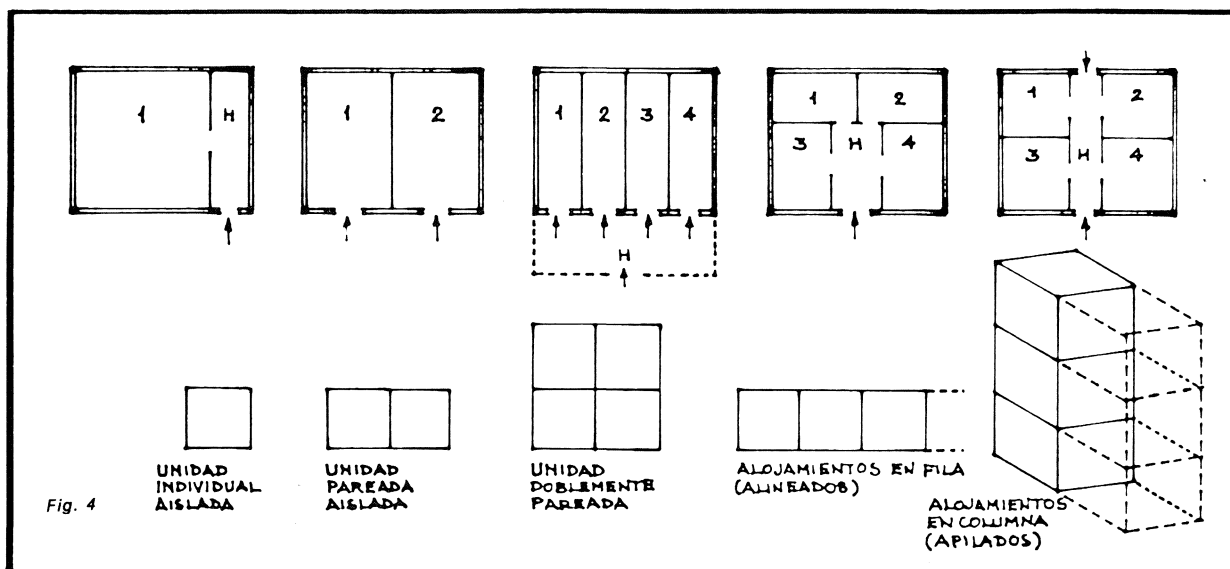 1 H
1 2
1 2 3 4
H
1 2
3 H 4
1 2
3 H 4
UNIDAD
INDIVIDUAL
AISLADA
UNIDAD
PAREADA
AISLADA
UNIDAD
DOBLEMENTE
PAREADA
ALOJAMIENTOS EN FILA
(ALINEADOS)
ALOJAMIENTOS
EN COLUMNA
(APILADOS)
Fig. 4